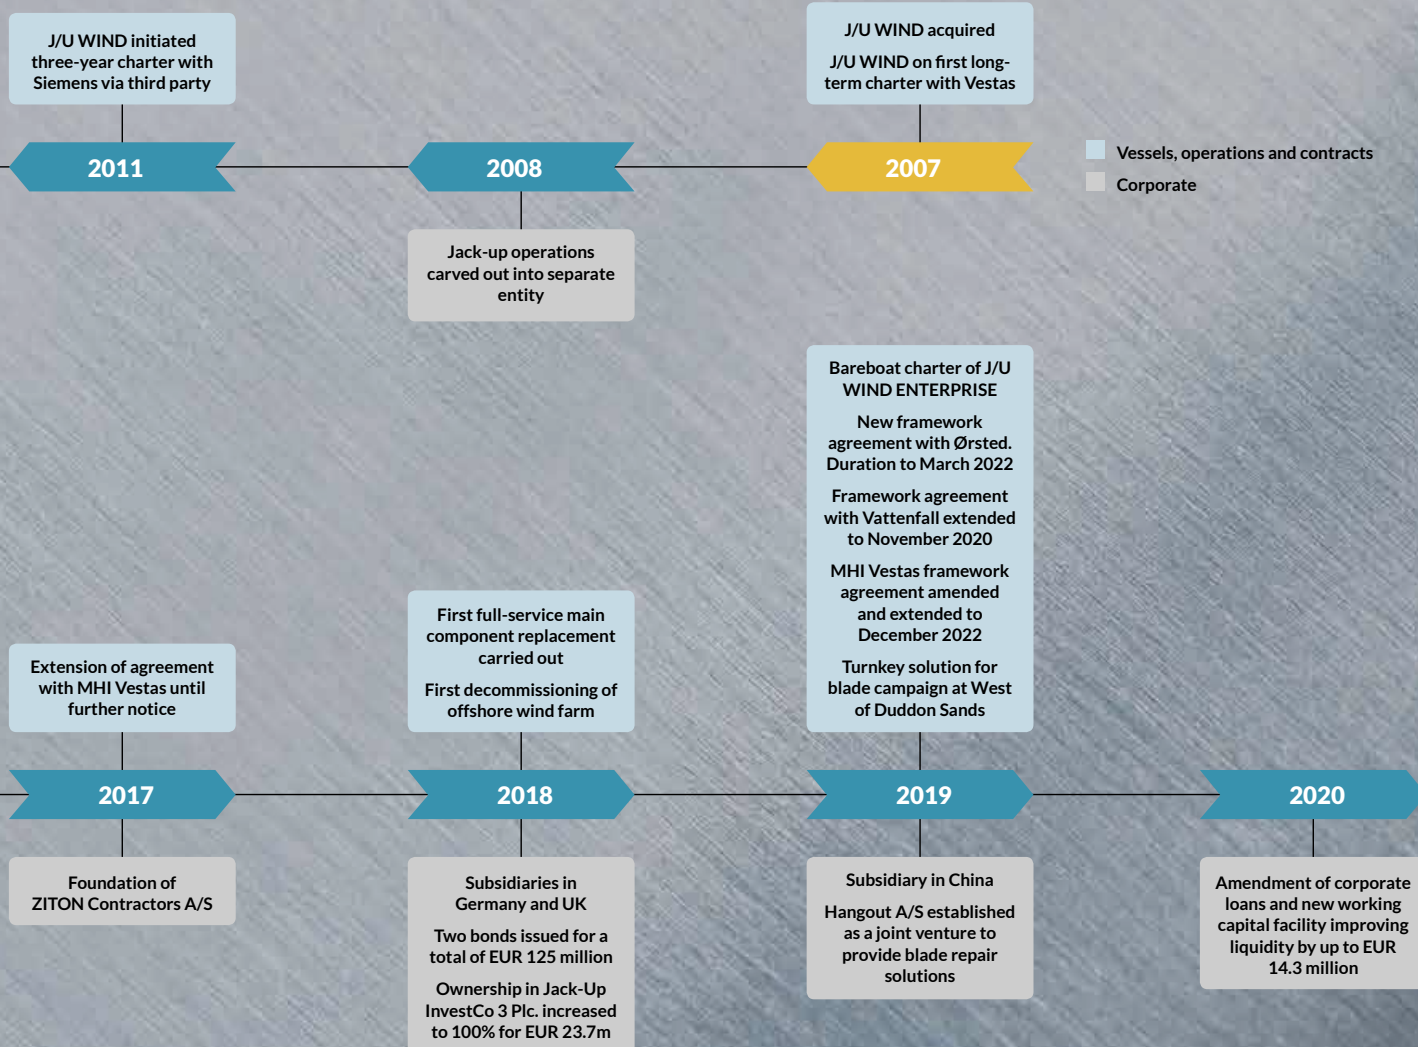 J/U WIND initiated
three-year charter with
Siemens via third party
J/U WIND acquired
J/U WIND on first long-
term charter with Vestas
2011
2008
2007
Vessels, operations and contracts
Corporate
Jack-up operations
carved out into separate
entity
Extension of agreement
with MHI Vestas until
further notice
First full-service main
component replacement
carried out
First decommissioning of
offshore wind farm
Bareboat charter of J/U
WIND ENTERPRISE
New framework
agreement with Ørsted.
Duration to March 2022
Framework agreement
with Vattenfall extended
to November 2020
MHI Vestas framework
agreement amended
and extended to
December 2022
Turnkey solution for
blade campaign at West
of Duddon Sands
2017
2018
2019
2020
Foundation of
ZITON Contractors A/S
Subsidiaries in
Germany and UK
Two bonds issued for a
total of EUR 125 million
Ownership in Jack-Up
InvestCo 3 Plc. increased
to 100% for EUR 23.7m
Subsidiary in China
Hangout A/S established
as a joint venture to
provide blade repair
solutions
Amendment of corporate
loans and new working
capital facility improving
liquidity by up to EUR
14.3 million